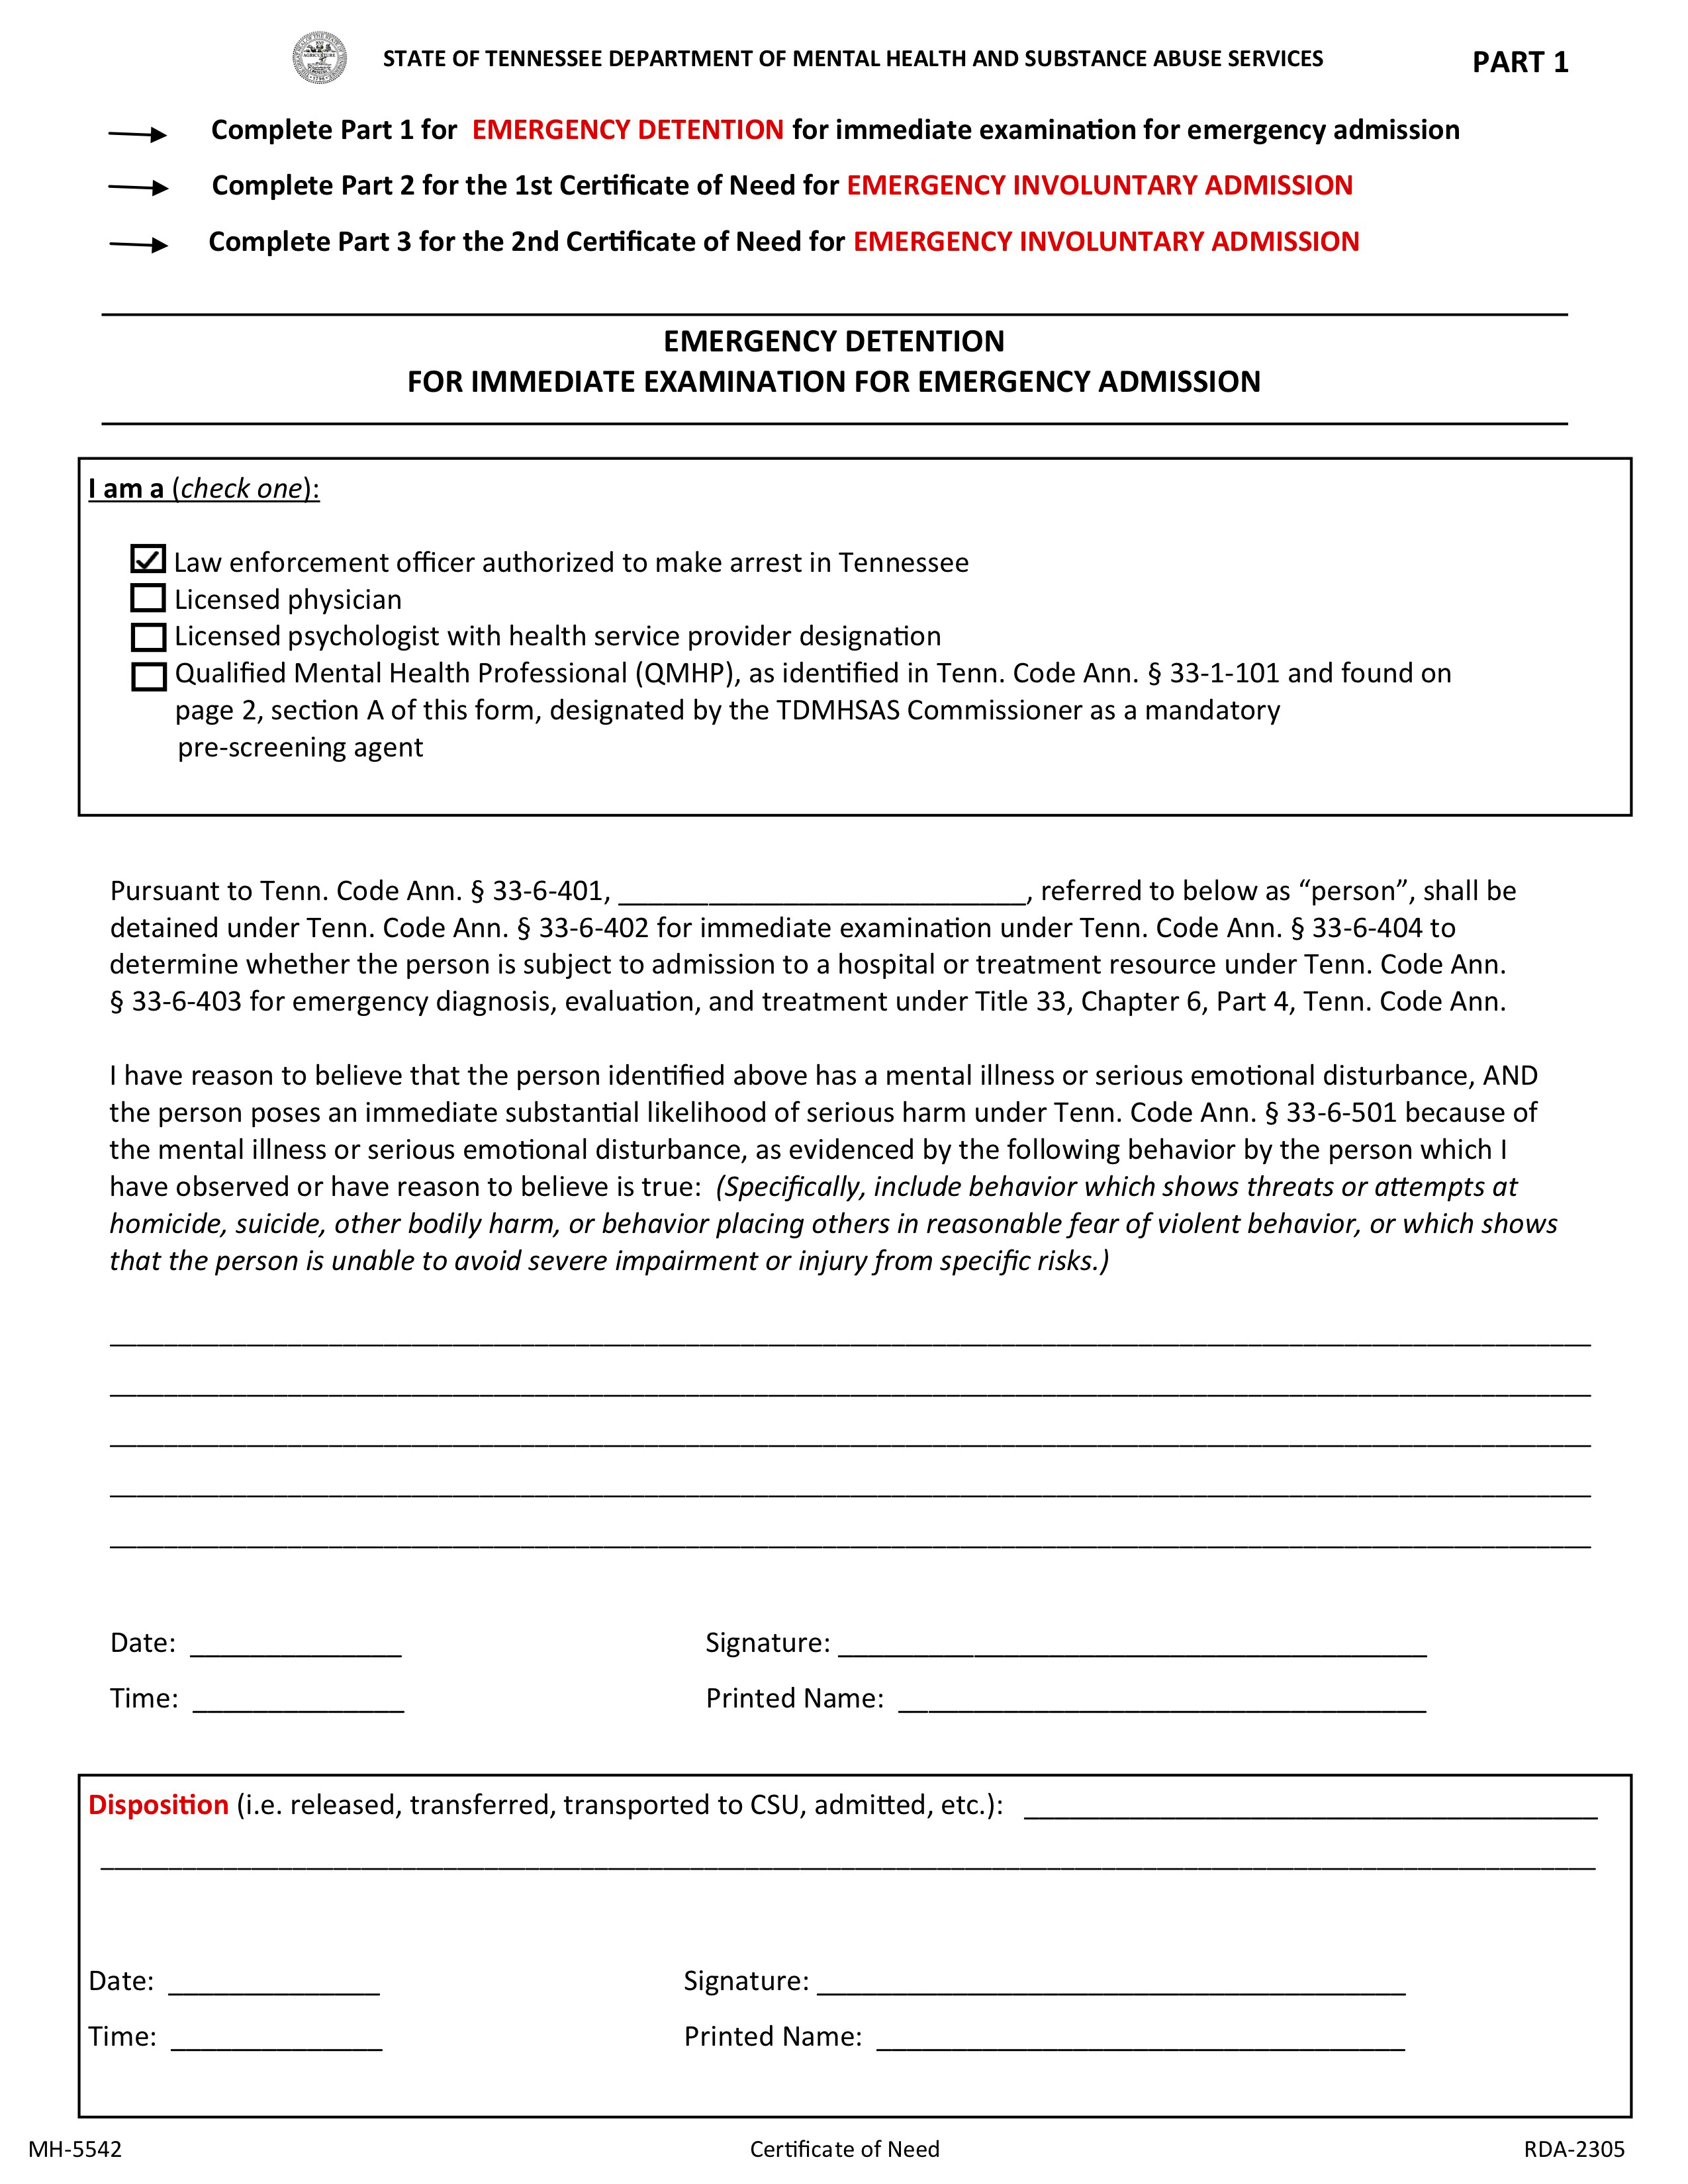 STATE OF TENNESSEE DEPARTMENT OF MENTAL HEALTH AND SUBSTANCE ABUSE SERVICES PART 1
Complete Part 1 for EMERGENCY DETENTION for immediate examination for emergency admission
Complete Part 2 for the 1st Certificate of Need for EMERGENCY INVOLUNTARY ADMISSION
Complete Part 3 for the 2nd Certificate of Need for EMERGENCY INVOLUNTARY ADMISSION
EMERGENCY DETENTION
FOR IMMEDIATE EXAMINATION FOR EMERGENCY ADMISSION
I am a (check one):
Law enforcement officer authorized to make arrest in Tennessee
Licensed physician
Licensed psychologist with health service provider designation
Qualified Mental Health Professional (QMHP), as identified in Tenn. Code Ann. § 33-1-101 and found on
page 2, section A of this form, designated by the TDMHSAS Commissioner as a mandatory
pre-screening agent
Pursuant to Tenn. Code Ann. § 33-6-401, ___________________________, referred to below as “person”, shall be
detained under Tenn. Code Ann. § 33-6-402 for immediate examination under Tenn. Code Ann. § 33-6-404 to
determine whether the person is subject to admission to a hospital or treatment resource under Tenn. Code Ann.
§ 33-6-403 for emergency diagnosis, evaluation, and treatment under Title 33, Chapter 6, Part 4, Tenn. Code Ann.
I have reason to believe that the person identified above has a mental illness or serious emotional disturbance, AND
the person poses an immediate substantial likelihood of serious harm under Tenn. Code Ann. § 33-6-501 because of
the mental illness or serious emotional disturbance, as evidenced by the following behavior by the person which I
have observed or have reason to believe is true: (Specifically, include behavior which shows threats or attempts at
homicide, suicide, other bodily harm, or behavior placing others in reasonable fear of violent behavior, or which shows
that the person is unable to avoid severe impairment or injury from specific risks.)
Date: ______________ Signature: _______________________________________
Time: ______________ Printed Name: ___________________________________
Disposition (i.e. released, transferred, transported to CSU, admitted, etc.): ______________________________________
Date: ______________ Signature: _______________________________________
Time: ______________ Printed Name: ___________________________________
MH-5542 Certificate of Need RDA-2305